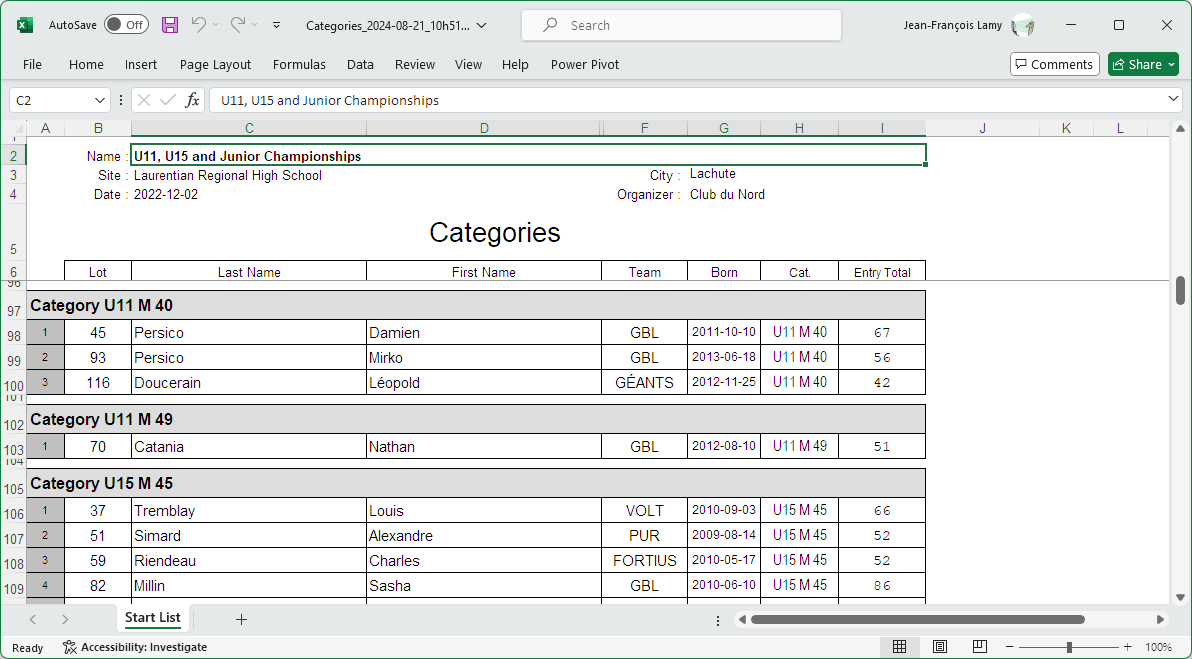 AutoSave Off Categories_2024-08-21_10h51... Search Jean-François Lamy
File Home Insert Page Layout Formulas Data Review View Help Power Pivot Comments Share
C2 fx U11, U15 and Junior Championships
A B C D F G H I J K L
2 Name : U11, U15 and Junior Championships
3 Site : Laurentian Regional High School City : Lachute
4 Date : 2022-12-02 Organizer : Club du Nord
5 Categories
6 Lot Last Name First Name Team Born Cat. Entry Total
96
97 Category U11 M 40
98 1 45 Persico Damien GBL 2011-10-10 U11 M 40 67
99 2 93 Persico Mirko GBL 2013-06-18 U11 M 40 56
100 3 116 Doucerain Léopold GÉANTS 2012-11-25 U11 M 40 42
101
102 Category U11 M 49
103 1 70 Catania Nathan GBL 2012-08-10 U11 M 49 51
104
105 Category U15 M 45
106 1 37 Tremblay Louis VOLT 2010-09-03 U15 M 45 66
107 2 51 Simard Alexandre PUR 2009-08-14 U15 M 45 52
108 3 59 Riendeau Charles FORTIUS 2010-05-17 U15 M 45 52
109 4 82 Millin Sasha GBL 2010-06-10 U15 M 45 86
Start List
Ready Accessibility: Investigate 100%